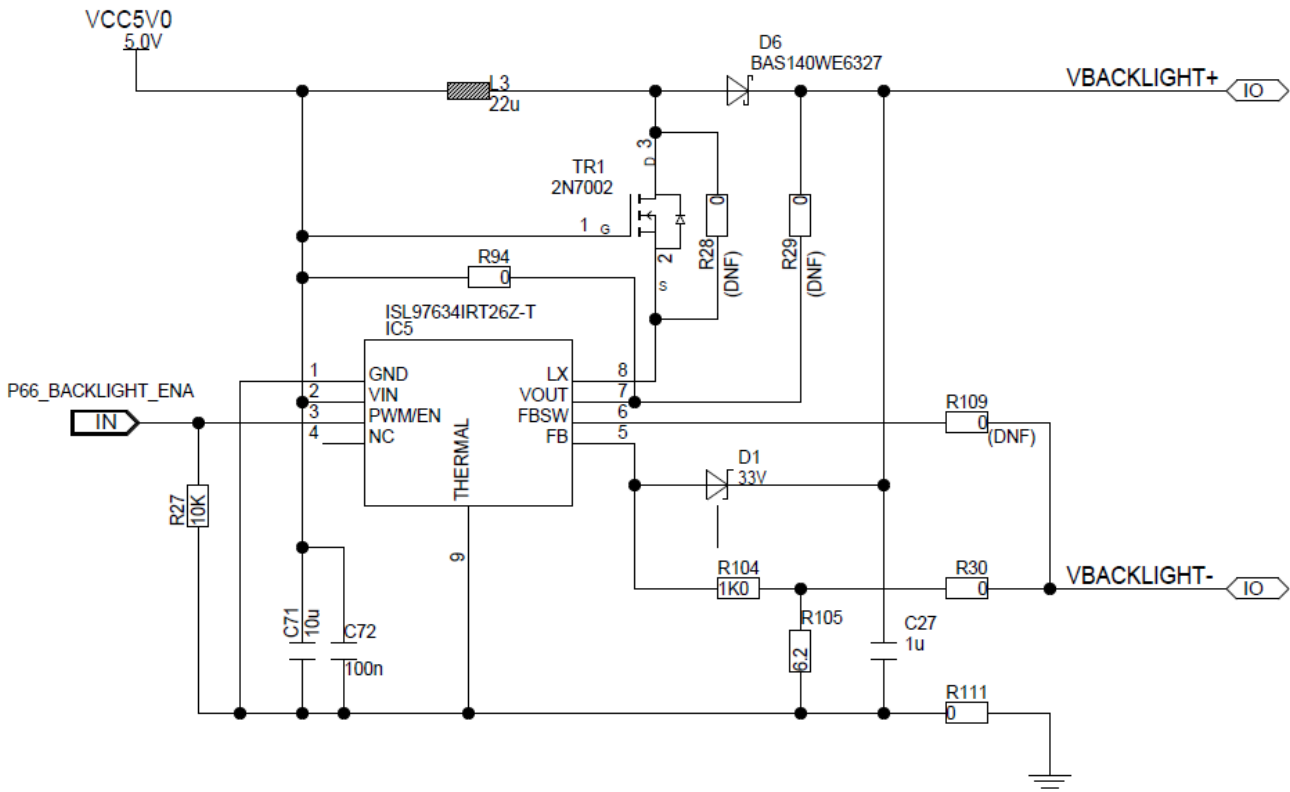 VCC5V0
5.0V
L3
22u
D6
BAS140WE6327
VBACKLIGHT+
IO
TR1
2N7002
3
D
1
G
2
S
R28
0
(DNF)
R29
0
(DNF)
R94
0
ISL97634IRT26Z-T
IC5
P66_BACKLIGHT_ENA
IN
1
GND
2
VIN
3
PWM/EN
4
NC
THERMAL
9
LX
8
VOUT
7
FBSW
6
FB
5
R109
0
(DNF)
D1
33V
R27
10K
R104
1K0
R30
0
VBACKLIGHT-
IO
R105
6.2
C27
1u
C71
10u
C72
100n
R111
0